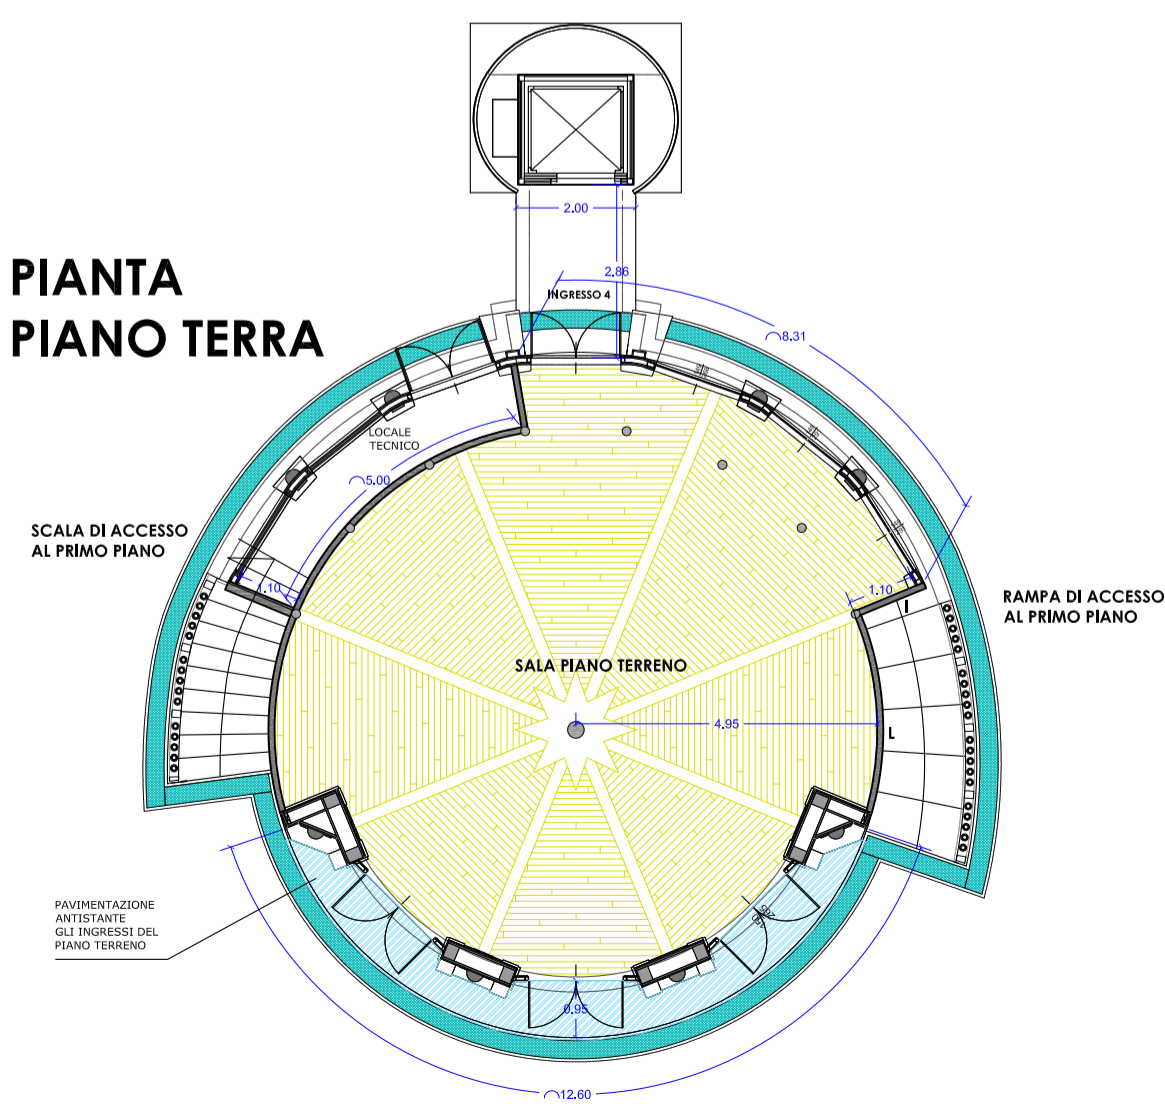 2.00
2.86
INGRESSO 4
PIANTA
PIANO TERRA
8.31
LOCALE
TECNICO
5.00
SCALA DI ACCESSO
AL PRIMO PIANO
1.10
1.10
RAMPA DI ACCESSO
AL PRIMO PIANO
I
SALA PIANO TERRENO
4.95
L
PAVIMENTAZIONE
ANTISTANTE
GLI INGRESSI DEL
PIANO TERRENO
0.95
12.60